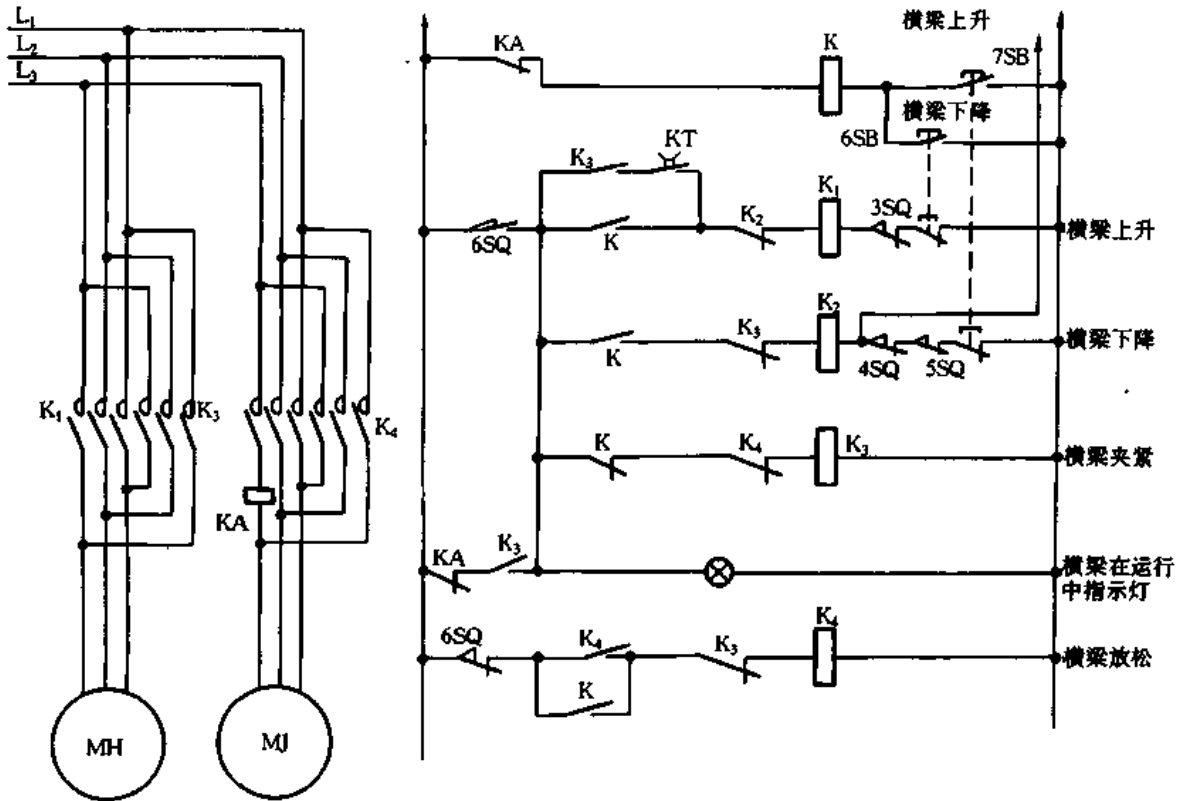 L₁
L₂
L₃
K₁
K₃
K₄
KA
MH
MJ
横梁上升
KA
K
7SB
横梁下降
6SB
K₃
KT
6SQ
K
K₂
K₁
3SQ
横梁上升
K
K₃
K₂
4SQ
5SQ
横梁下降
K
K₄
K₃
横梁夹紧
KA
K₃
横梁在运行
中指示灯
6SQ
K₄
K
K₃
K₄
横梁放松